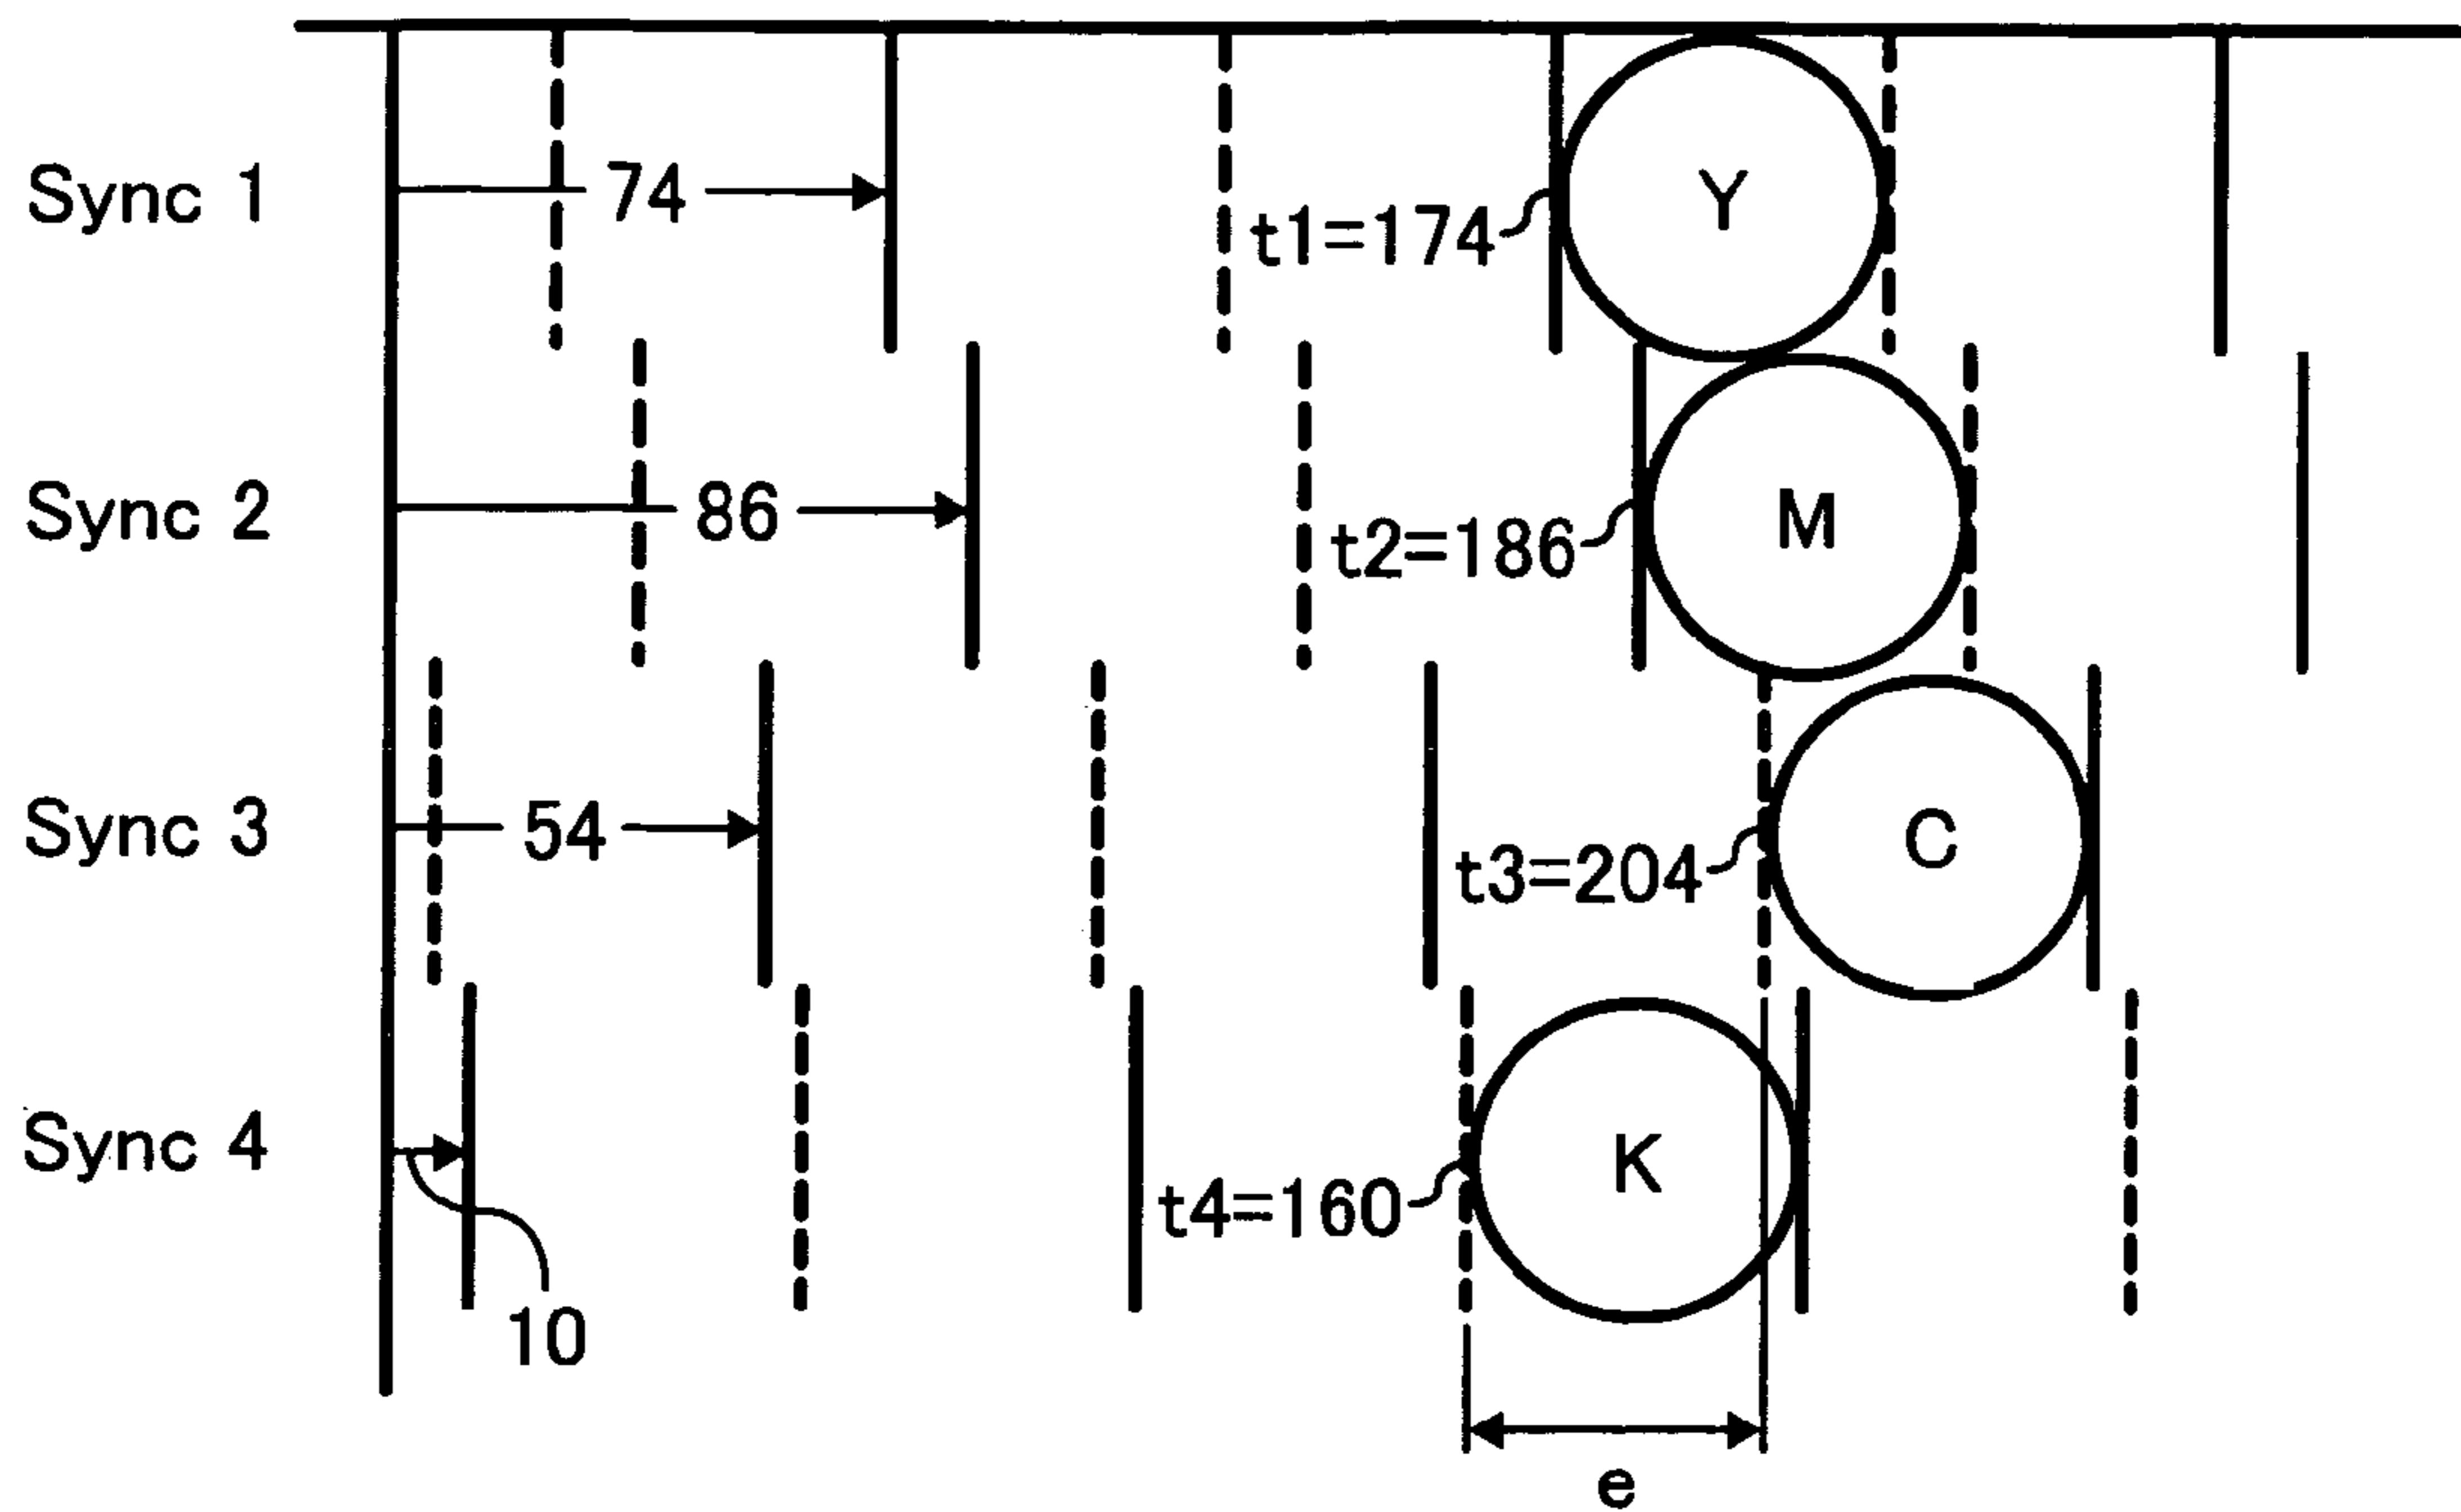 Sync 1
74
t1=174
Y
Sync 2
86
t2=186
M
Sync 3
54
t3=204
C
Sync 4
10
t4=160
K
e